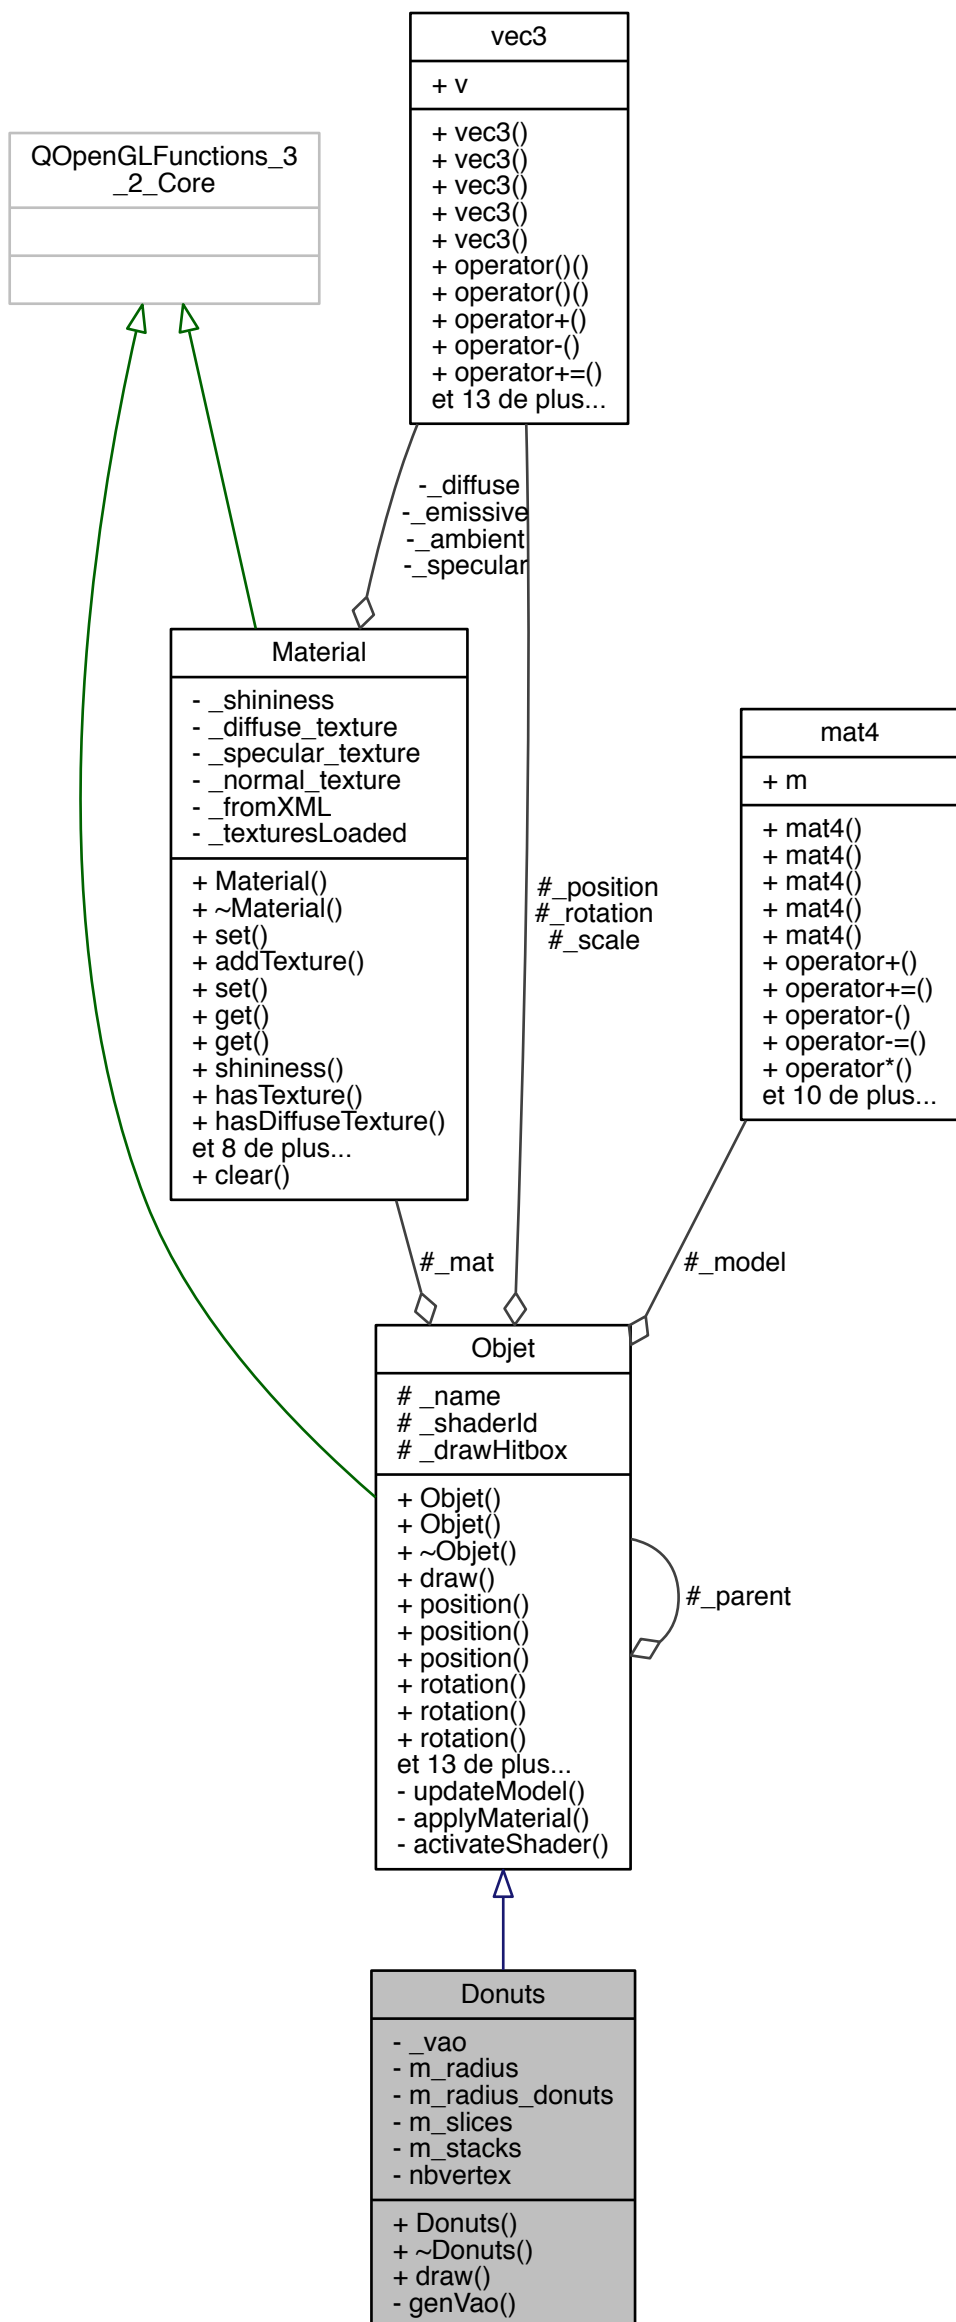 vec3
+ v
+ vec3()
+ vec3()
+ vec3()
+ vec3()
+ vec3()
+ operator()()
+ operator()()
+ operator+()
+ operator-()
+ operator+=()
et 13 de plus...
QOpenGLFunctions_3
_2_Core
-_diffuse
-_emissive
-_ambient
-_specular
Material
- _shininess
- _diffuse_texture
- _specular_texture
- _normal_texture
- _fromXML
- _texturesLoaded
+ Material()
+ ~Material()
+ set()
+ addTexture()
+ set()
+ get()
+ get()
+ shininess()
+ hasTexture()
+ hasDiffuseTexture()
et 8 de plus...
+ clear()
#_position
#_rotation
#_scale
mat4
+ m
+ mat4()
+ mat4()
+ mat4()
+ mat4()
+ mat4()
+ operator+()
+ operator+=()
+ operator-()
+ operator-=()
+ operator*()
et 10 de plus...
#_mat
#_model
Objet
# _name
# _shaderId
# _drawHitbox
+ Objet()
+ Objet()
+ ~Objet()
+ draw()
+ position()
+ position()
+ position()
+ rotation()
+ rotation()
+ rotation()
et 13 de plus...
- updateModel()
- applyMaterial()
- activateShader()
#_parent
Donuts
- _vao
- m_radius
- m_radius_donuts
- m_slices
- m_stacks
- nbvertex
+ Donuts()
+ ~Donuts()
+ draw()
- genVao()